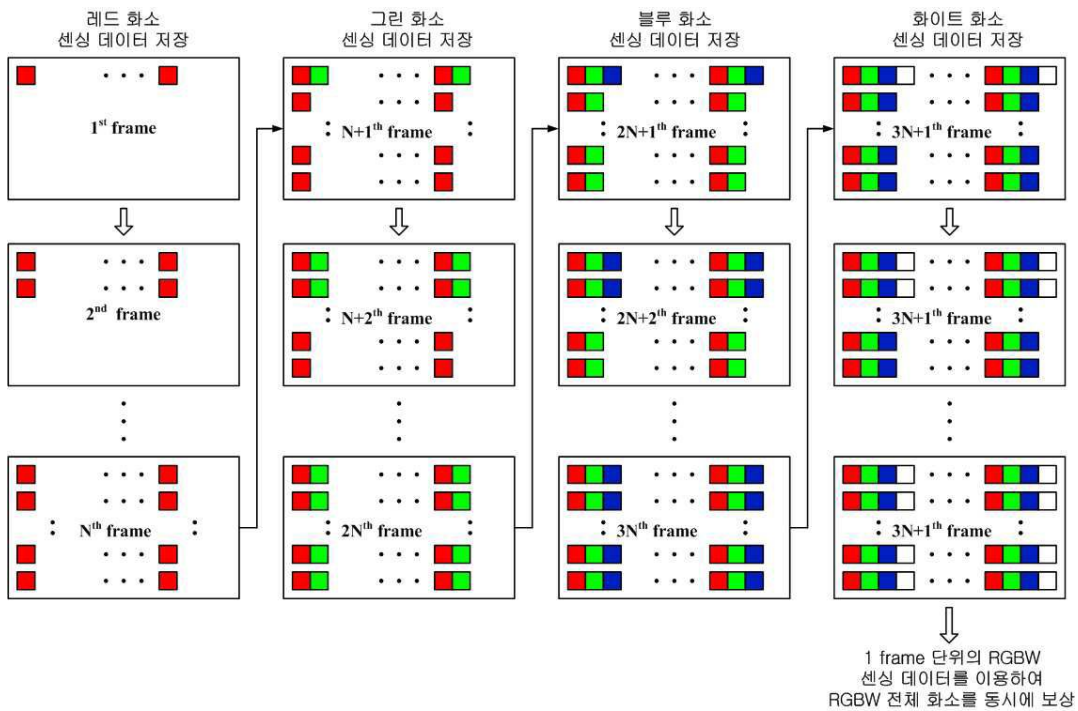 레드 화소
센싱 데이터 저장
1st frame
2nd frame
Nth frame
그린 화소
센싱 데이터 저장
N+1th frame
N+2th frame
2Nth frame
블루 화소
센싱 데이터 저장
2N+1th frame
2N+2th frame
3Nth frame
화이트 화소
센싱 데이터 저장
3N+1th frame
3N+1th frame
3N+1th frame
1 frame 단위의 RGBW
센싱 데이터를 이용하여
RGBW 전체 화소를 동시에 보상